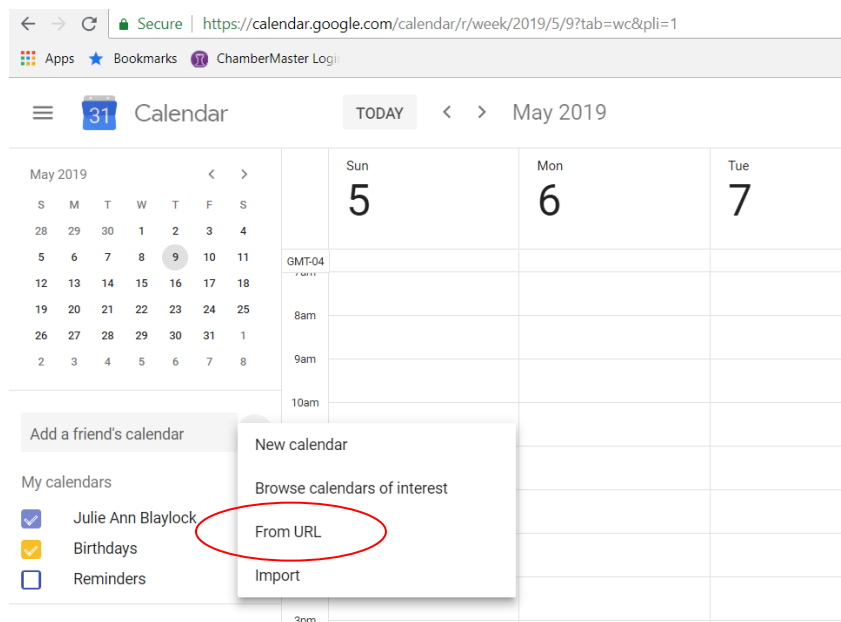 Secure https://calendar.google.com/calendar/r/week/2019/5/9?tab=wc&pli=1
Apps Bookmarks ChamberMaster Logi
31 Calendar TODAY May 2019
May 2019
S M T W T F S
28 29 30 1 2 3 4
5 6 7 8 9 10 11
12 13 14 15 16 17 18
19 20 21 22 23 24 25
26 27 28 29 30 31 1
2 3 4 5 6 7 8
Sun Mon Tue
5 6 7
GMT-04
7am
8am
9am
10am
Add a friend's calendar
My calendars
Julie Ann Blaylock
Birthdays
Reminders
New calendar
Browse calendars of interest
From URL
Import
3pm